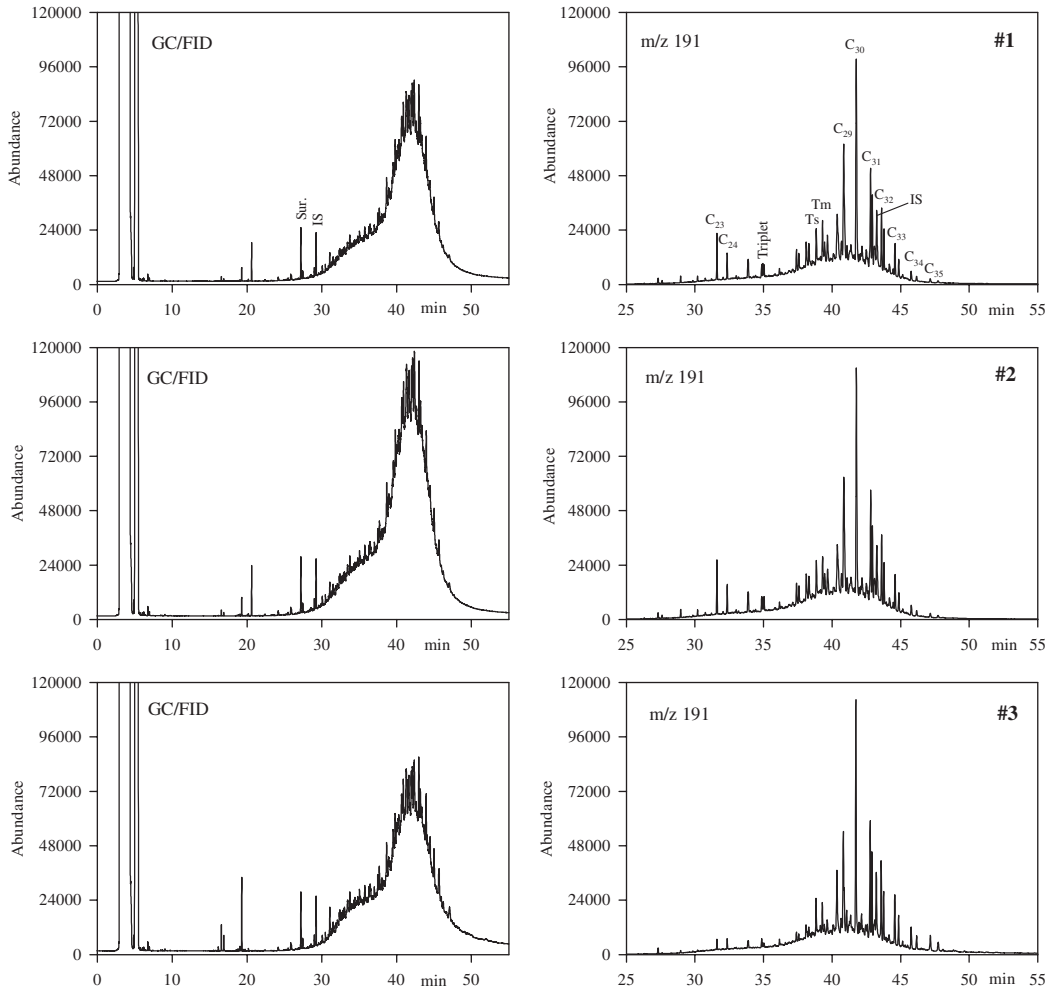 120000
96000
72000
48000
24000
0
Abundance
GC/FID
Sur.
IS
0 10 20 30 40 min 50
120000
96000
72000
48000
24000
0
Abundance
m/z 191
#1
C30
C29
C31
C32
IS
C33
C34
C35
C23
C24
Triplet
Ts
Tm
25 30 35 40 45 50 min 55
120000
96000
72000
48000
24000
0
Abundance
GC/FID
0 10 20 30 40 min 50
120000
96000
72000
48000
24000
0
Abundance
m/z 191
#2
25 30 35 40 45 50 min 55
120000
96000
72000
48000
24000
0
Abundance
GC/FID
0 10 20 30 40 min 50
120000
96000
72000
48000
24000
0
Abundance
m/z 191
#3
25 30 35 40 45 50 min 55